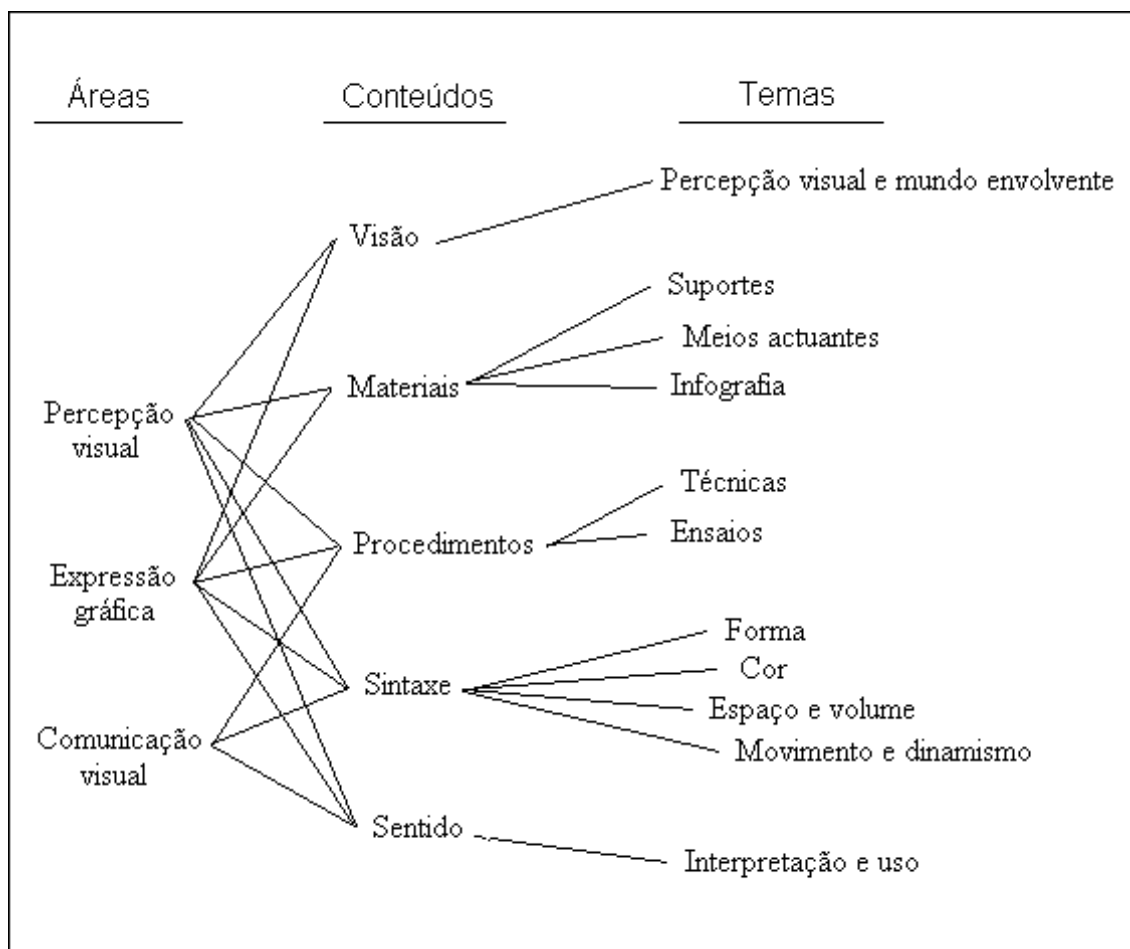 Áreas
Conteúdos
Temas
Percepção visual e mundo envolvente
Visão
Suportes
Meios actuantes
Materiais
Infografia
Percepção
visual
Técnicas
Procedimentos
Ensaios
Expressão
gráfica
Forma
Cor
Sintaxe
Espaço e volume
Movimento e dinamismo
Comunicação
visual
Sentido
Interpretação e uso